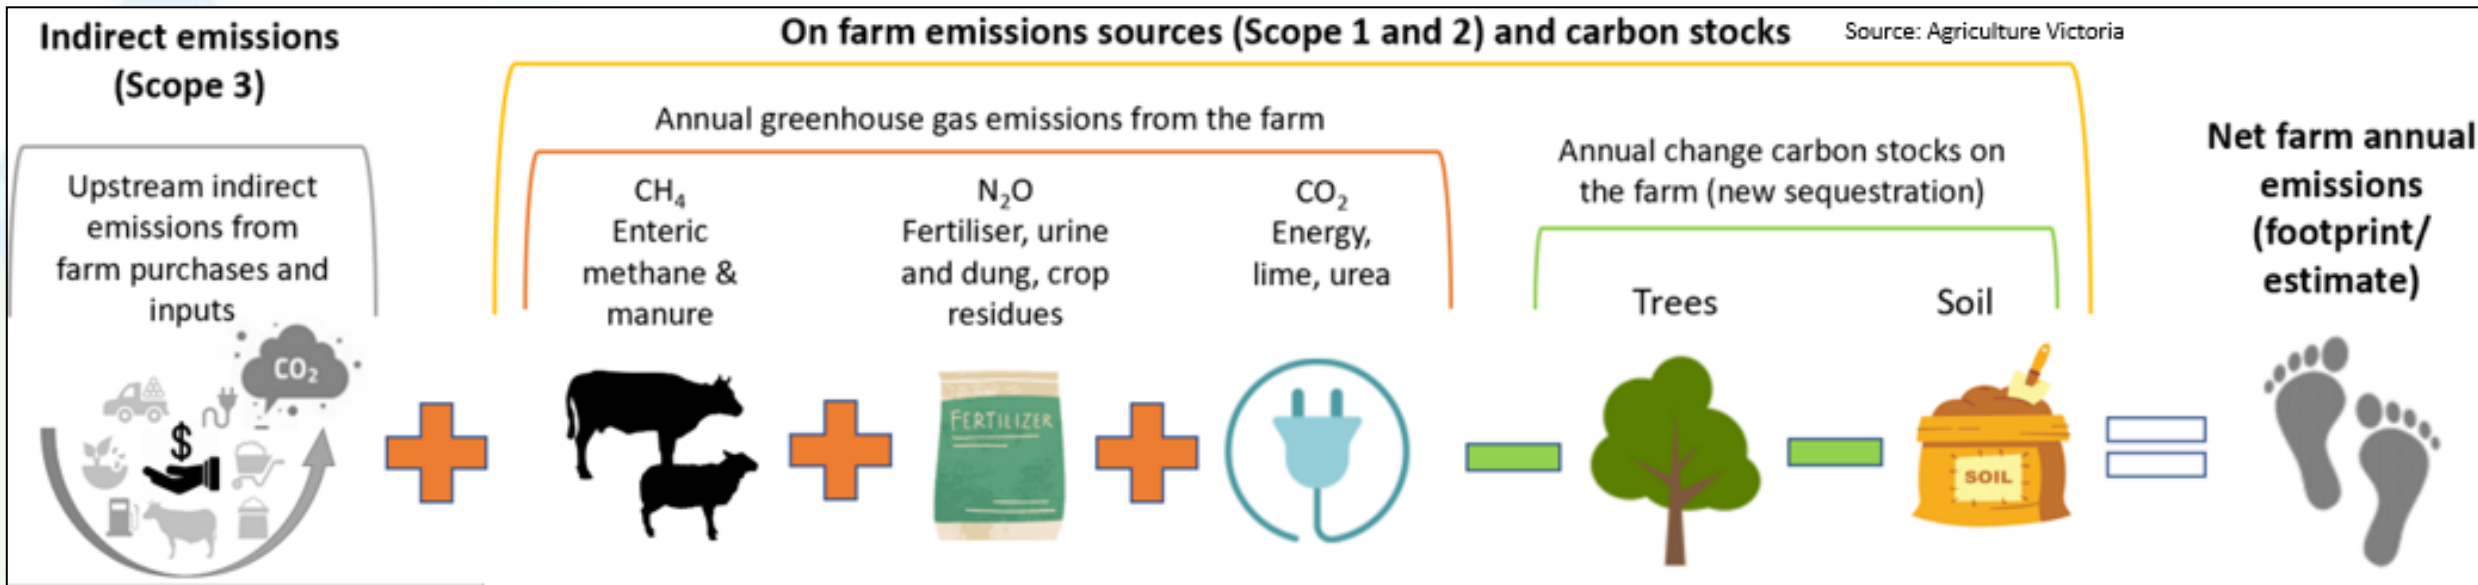 Indirect emissions
(Scope 3)
Upstream indirect
emissions from
farm purchases and
inputs
CO₂
$
On farm emissions sources (Scope 1 and 2) and carbon stocks
Source: Agriculture Victoria
Annual greenhouse gas emissions from the farm
CH₄
Enteric
methane &
manure
N₂O
Fertiliser, urine
and dung, crop
residues
FERTILIZER
CO₂
Energy,
lime, urea
Annual change carbon stocks on
the farm (new sequestration)
Trees
Soil
SOIL
Net farm annual
emissions
(footprint/
estimate)